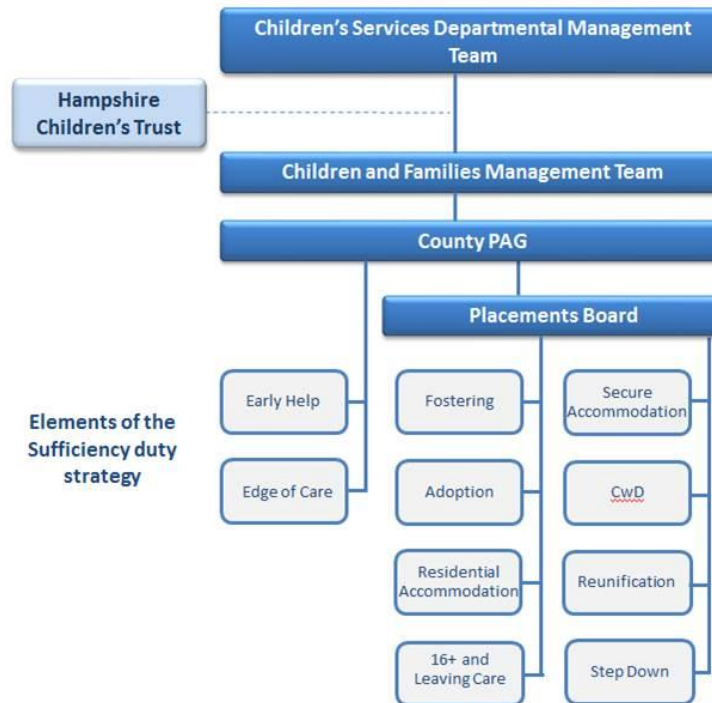 Children's Services Departmental Management
Team
Hampshire
Children's Trust
Children and Families Management Team
County PAG
Placements Board
Early Help
Fostering
Secure
Accommodation
Elements of the
Sufficiency duty
strategy
Edge of Care
Adoption
CwD
Residential
Accommodation
Reunification
16+ and
Leaving Care
Step Down